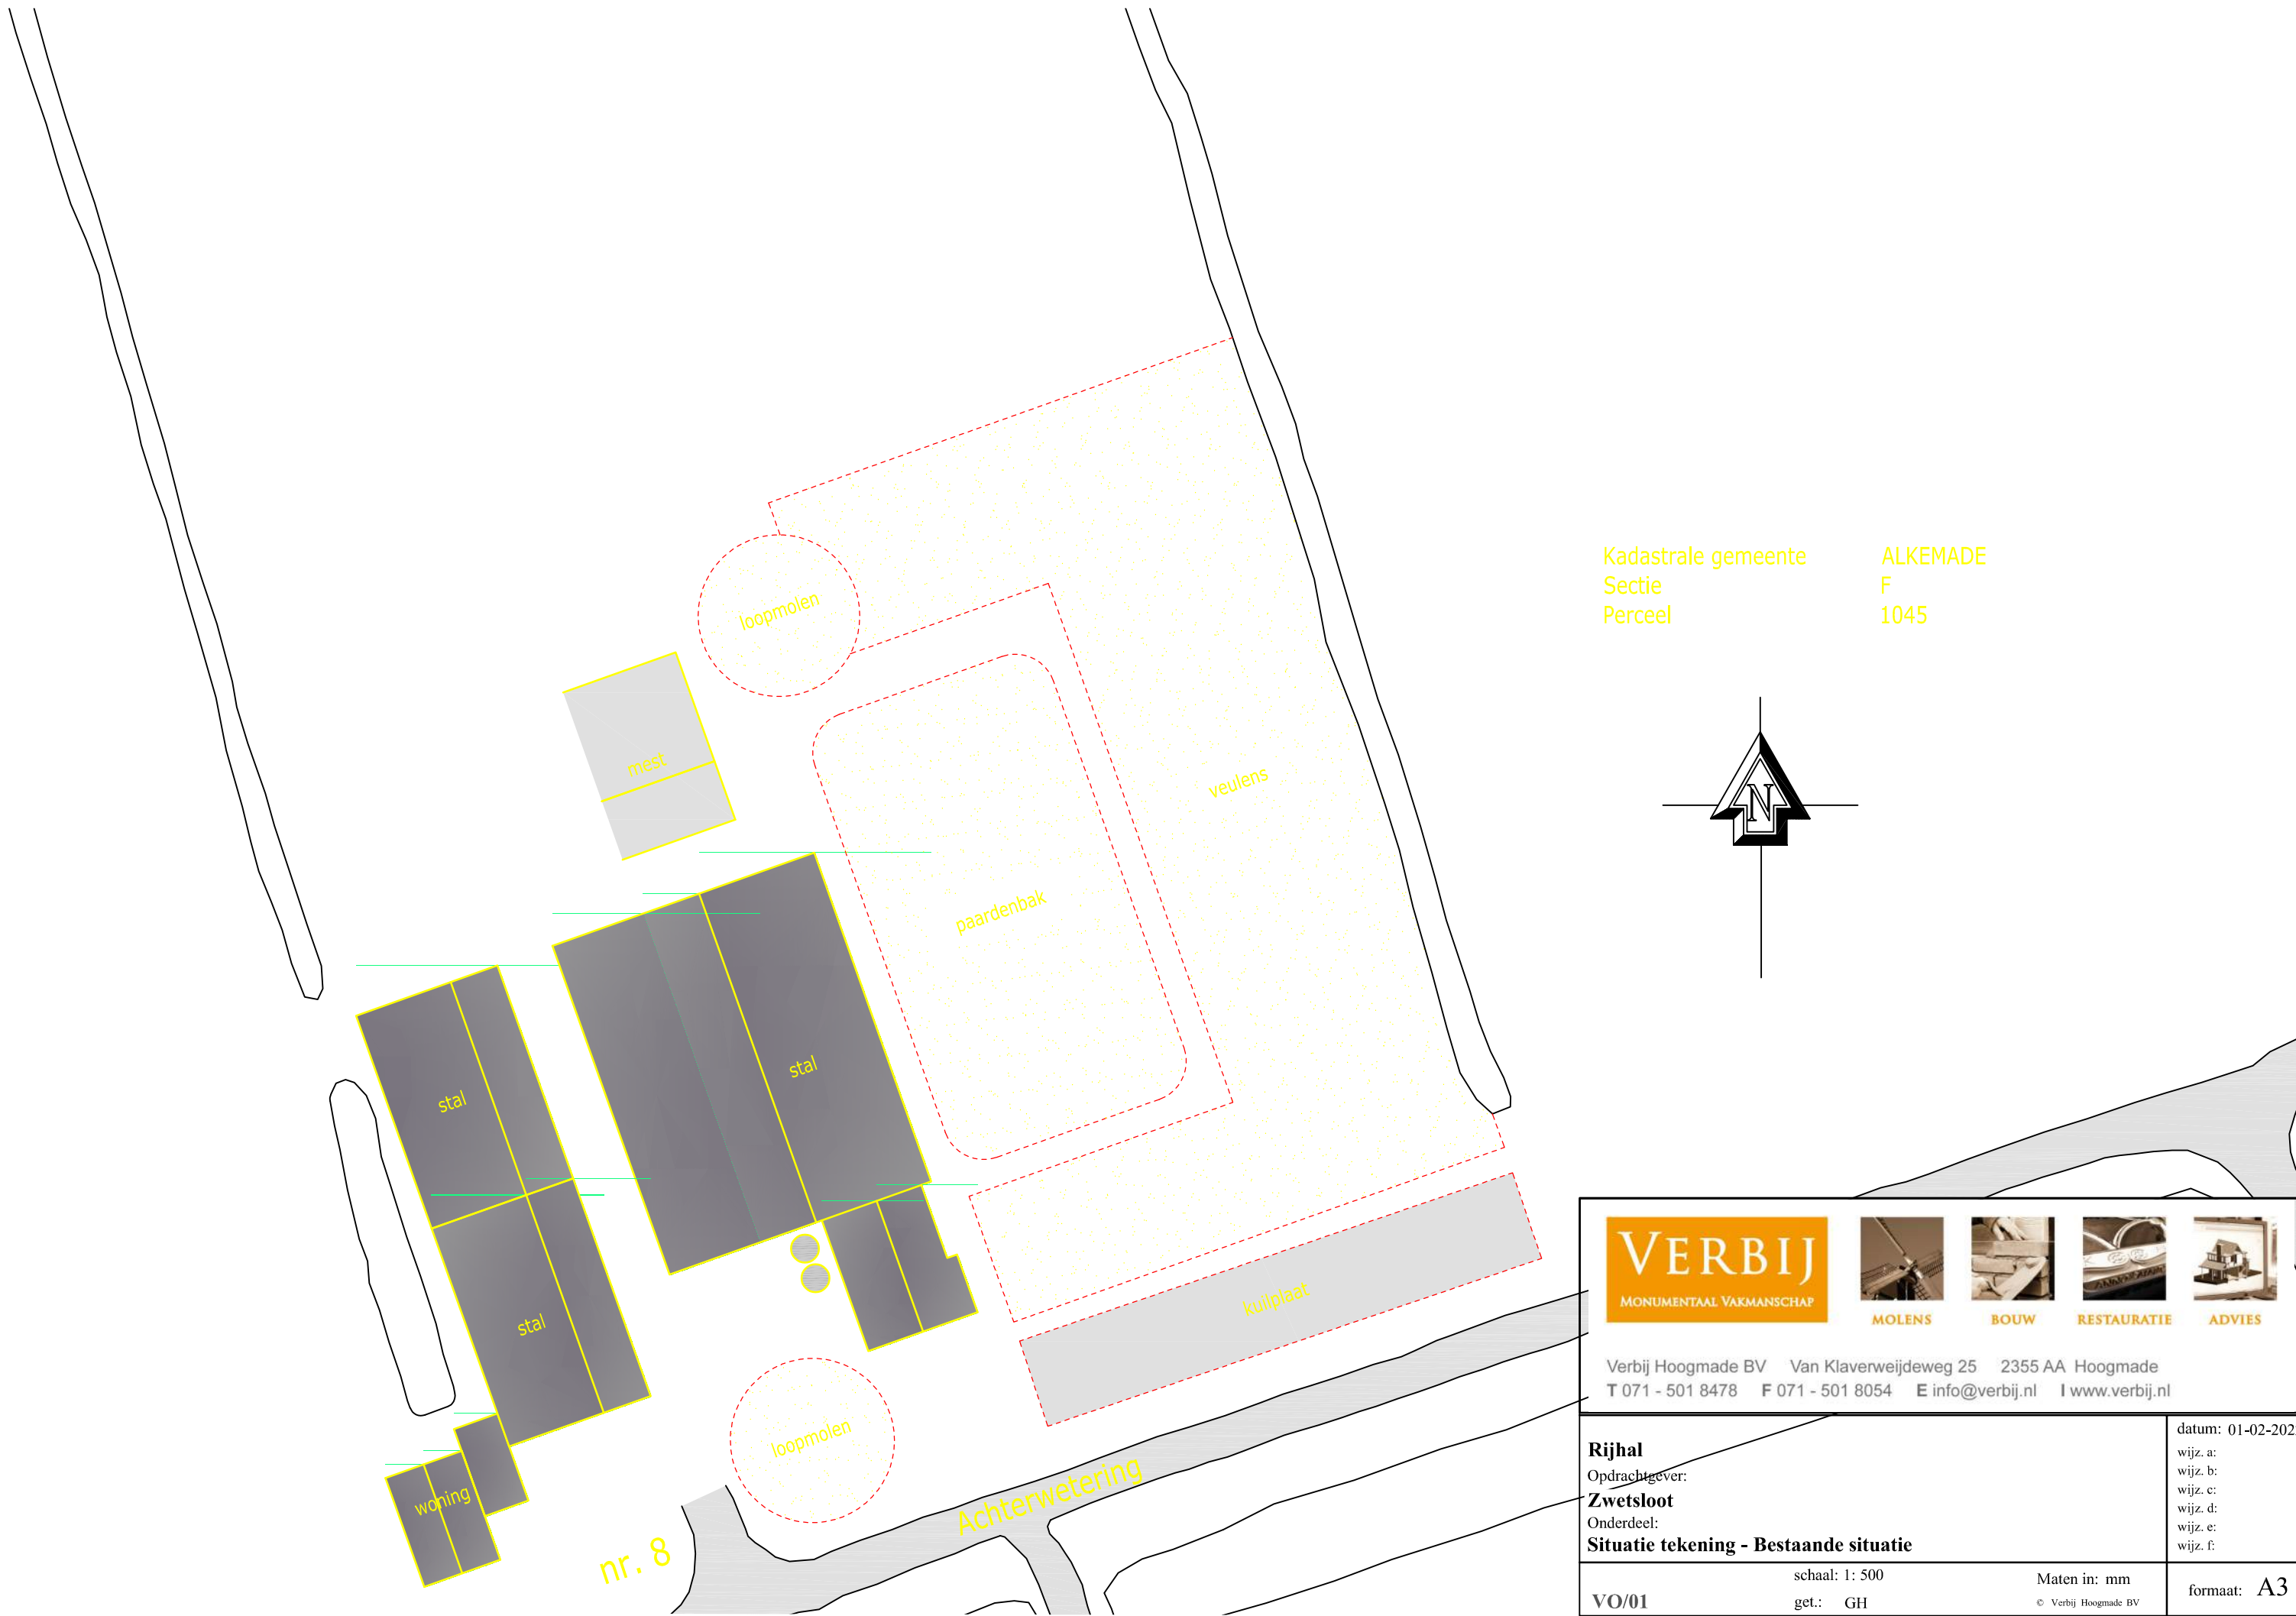 loopmolen
mest
veulens
paardenbak
stal
stal
stal
kuilplaat
loopmolen
woning
Achterwetering
nr. 8
Kadastrale gemeente ALKEMADE
Sectie F
Perceel 1045
N
VERBIJ
MONUMENTAAL VAKMANSCHAP
MOLENS BOUW RESTAURATIE ADVIES
Verbij Hoogmade BV Van Klaverweijdeweg 25 2355 AA Hoogmade
T 071 - 501 8478 F 071 - 501 8054 E info@verbij.nl I www.verbij.nl
Rijhal
Opdrachtgever:
Zwetsloot
Onderdeel:
Situatie tekening - Bestaande situatie
datum: 01-02-202
wijz. a:
wijz. b:
wijz. c:
wijz. d:
wijz. e:
wijz. f:
VO/01
schaal: 1: 500
get.: GH
Maten in: mm
© Verbij Hoogmade BV
formaat: A3